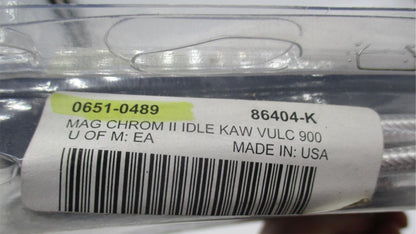 0651-0489 86404-K
MAG CHROM II IDLE KAW VULC 900
U OF M: EA MADE IN: USA